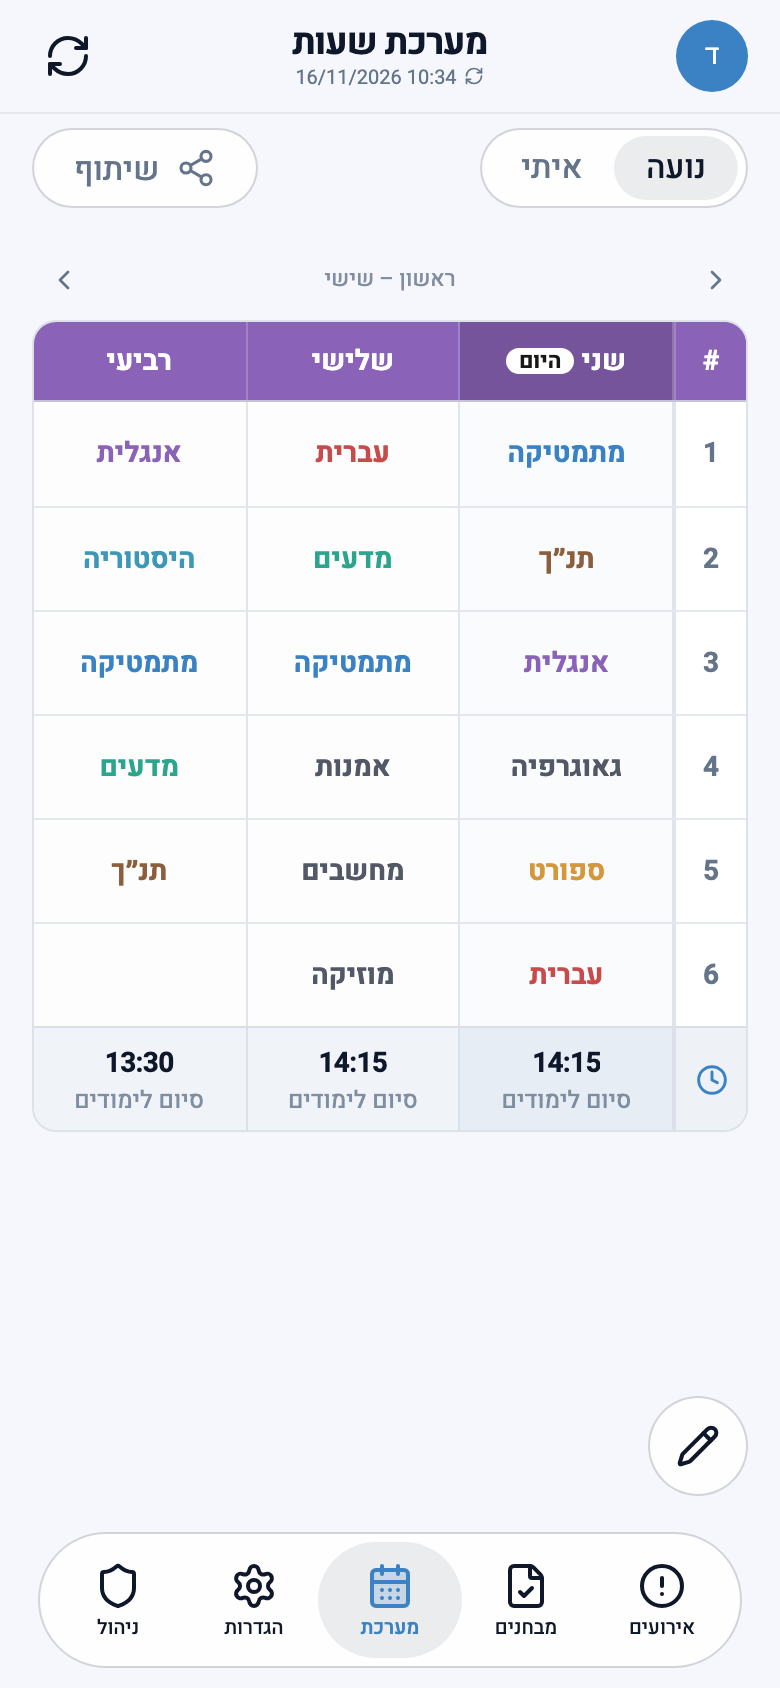 ד
מערכת שעות
16/11/2026 10:34
נועה
איתי
שיתוף
ראשון – שישי
# שני היום שלישי רביעי
1 מתמטיקה עברית אנגלית
2 תנ״ך מדעים היסטוריה
3 אנגלית מתמטיקה מתמטיקה
4 גאוגרפיה אמנות מדעים
5 ספורט מחשבים תנ״ך
6 עברית מוזיקה
14:15 14:15 13:30
סיום לימודים סיום לימודים סיום לימודים
אירועים מבחנים מערכת הגדרות ניהול